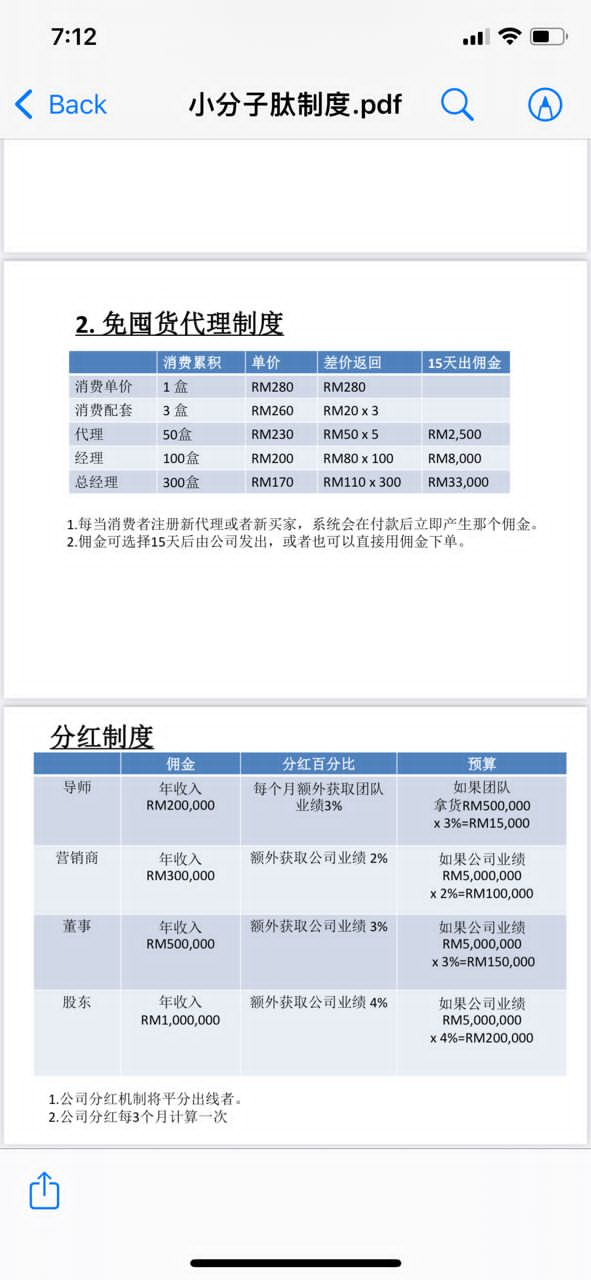 7:12
Back 小分子肽制度.pdf
2. 免囤货代理制度
消费累积 单价 差价返回 15天出佣金
消费单价 1 盒 RM280 RM280
消费配套 3 盒 RM260 RM20 x 3
代理 50盒 RM230 RM50 x 5 RM2,500
经理 100盒 RM200 RM80 x 100 RM8,000
总经理 300盒 RM170 RM110 x 300 RM33,000
1.每当消费者注册新代理或者新买家，系统会在付款后立即产生那个佣金。
2.佣金可选择15天后由公司发出，或者也可以直接用佣金下单。
分红制度
佣金 分红百分比 预算
导师 年收入 每个月额外获取团队 如果团队
RM200,000 业绩3% 拿货RM500,000
x 3%=RM15,000
营销商 年收入 额外获取公司业绩 2% 如果公司业绩
RM300,000 RM5,000,000
x 2%=RM100,000
董事 年收入 额外获取公司业绩 3% 如果公司业绩
RM500,000 RM5,000,000
x 3%=RM150,000
股东 年收入 额外获取公司业绩 4% 如果公司业绩
RM1,000,000 RM5,000,000
x 4%=RM200,000
1.公司分红机制将平分出线者。
2.公司分红每3个月计算一次